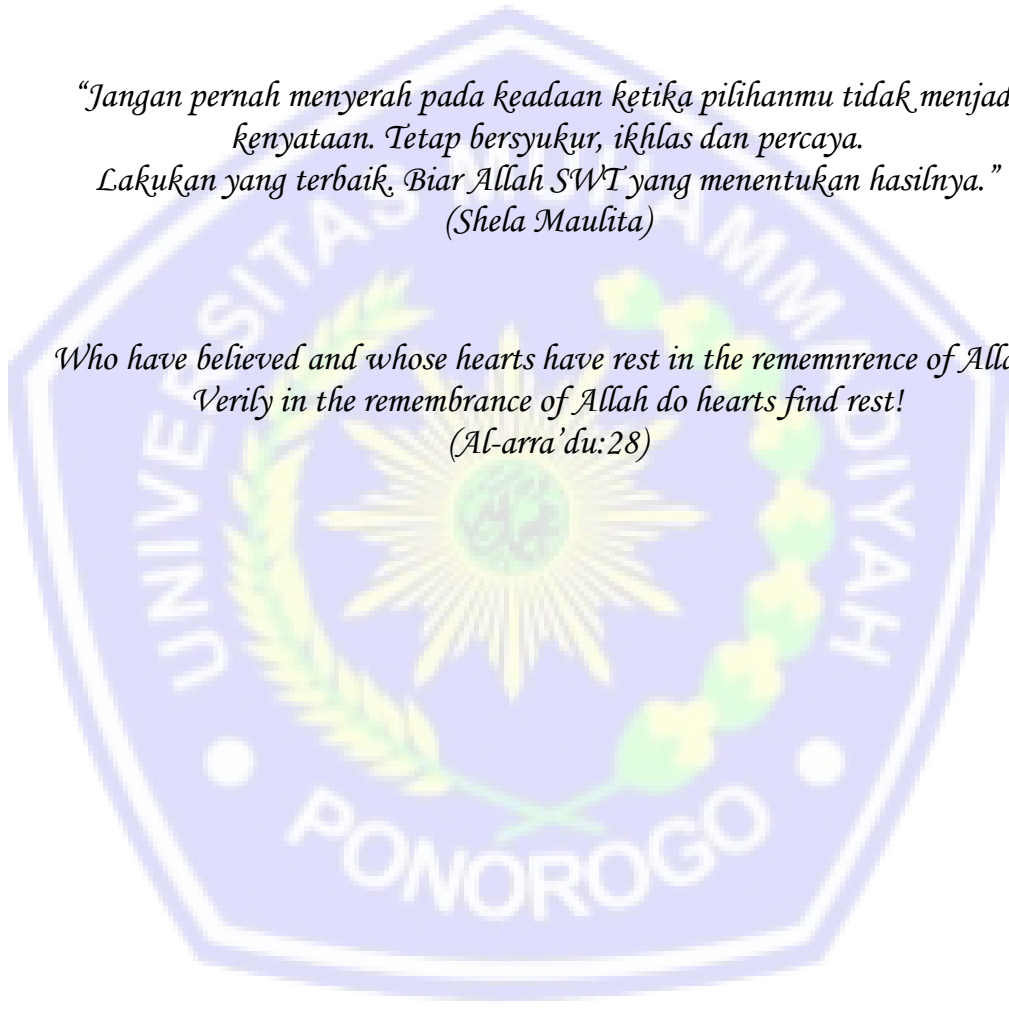 “Jangan pernah menyerah pada keadaan ketika pilihanmu tidak menjad
kenyataan. Tetap bersyukur, ikhlas dan percaya.
Lakukan yang terbaik. Biar Allah SWT yang menentukan hasilnya.”
(Shela Maulita)
Who have believed and whose hearts have rest in the rememnrence of Alla
Verily in the remembrance of Allah do hearts find rest!
(Al-arra’du:28)
UNIVERSITAS MUHAMMADIYAH
PONOROGO